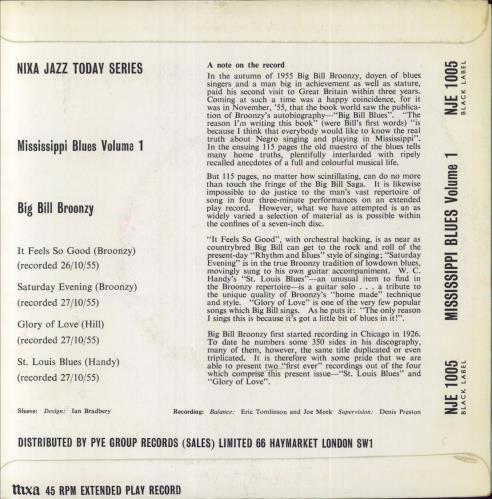 NIXA JAZZ TODAY SERIES
Mississippi Blues Volume 1
Big Bill Broonzy
It Feels So Good (Broonzy)
(recorded 26/10/55)
Saturday Evening (Broonzy)
(recorded 27/10/55)
Glory of Love (Hill)
(recorded 27/10/55)
St. Louis Blues (Handy)
(recorded 27/10/55)
A note on the record
In the autumn of 1955 Big Bill Broonzy, doyen of blues
singers and a man big in achievement as well as stature,
paid his second visit to Great Britain within three years.
Coming at such a time was a happy coincidence, for it
was in November, '55, that the book world saw the publica-
tion of Broonzy's autobiography—"Big Bill Blues". "The
reason I'm writing this book" (were Bill's first words) "is
because I think that everybody would like to know the real
truth about Negro singing and playing in Mississippi".
In the ensuing 115 pages the old maestro of the blues tells
many home truths, plentifully interlarded with ripely
recalled anecdotes of a full and colourful musical life.
But 115 pages, no matter how scintillating, can do no more
than touch the fringe of the Big Bill Saga. It is likewise
impossible to do justice to the man's vast repertoire of
song in four three-minute performances on an extended
play record. However, what we have attempted is an as
widely varied a selection of material as is possible within
the confines of a seven-inch disc.
"It Feels So Good", with orchestral backing, is as near as
countrybred Big Bill can get to the rock and roll of the
present-day "Rhythm and Blues" style of singing; "Saturday
Evening" is in the true Broonzy tradition of lowdown blues,
movingly sung to his own guitar accompaniment. W. C.
Handy's "St. Louis Blues"—an unusual item to find in
the Broonzy repertoire—is a guitar solo . . . a tribute to
the unique quality of Broonzy's "home made" technique
and style. "Glory of Love" is one of the very few popular
songs which Big Bill sings. As he puts it: "The only reason
I sings this is because it's got a little bit of blues in it!".
Big Bill Broonzy first started recording in Chicago in 1926.
To date he numbers some 350 sides in his discography,
many of them, however, the same title duplicated or even
triplicated. It is therefore with some pride that we are
able to present two "first ever" recordings out of the four
which comprise this present issue—"St. Louis Blues" and
"Glory of Love".
Sleeve: Design: Ian Bradbery
Recording: Balance: Eric Tomlinson and Joe Meek Supervision: Denis Preston
DISTRIBUTED BY PYE GROUP RECORDS (SALES) LIMITED 66 HAYMARKET LONDON SW1
nixa 45 RPM EXTENDED PLAY RECORD
NJE 1005
BLACK LABEL
MISSISSIPPI BLUES Volume 1
NJE 1005
BLACK LABEL